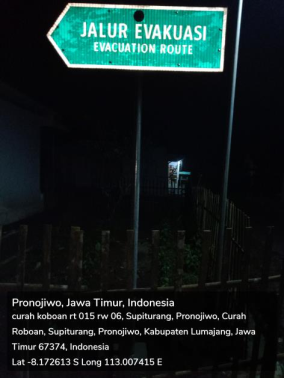 JALUR EVAKUASI
EVACUATION ROUTE
Pronojiwo, Jawa Timur, Indonesia
curah koboan rt 015 rw 06, Supiturang, Pronojiwo, Curah
Roboan, Supiturang, Pronojiwo, Kabupaten Lumajang, Jawa
Timur 67374, Indonesia
Lat -8.172613 S Long 113.007415 E